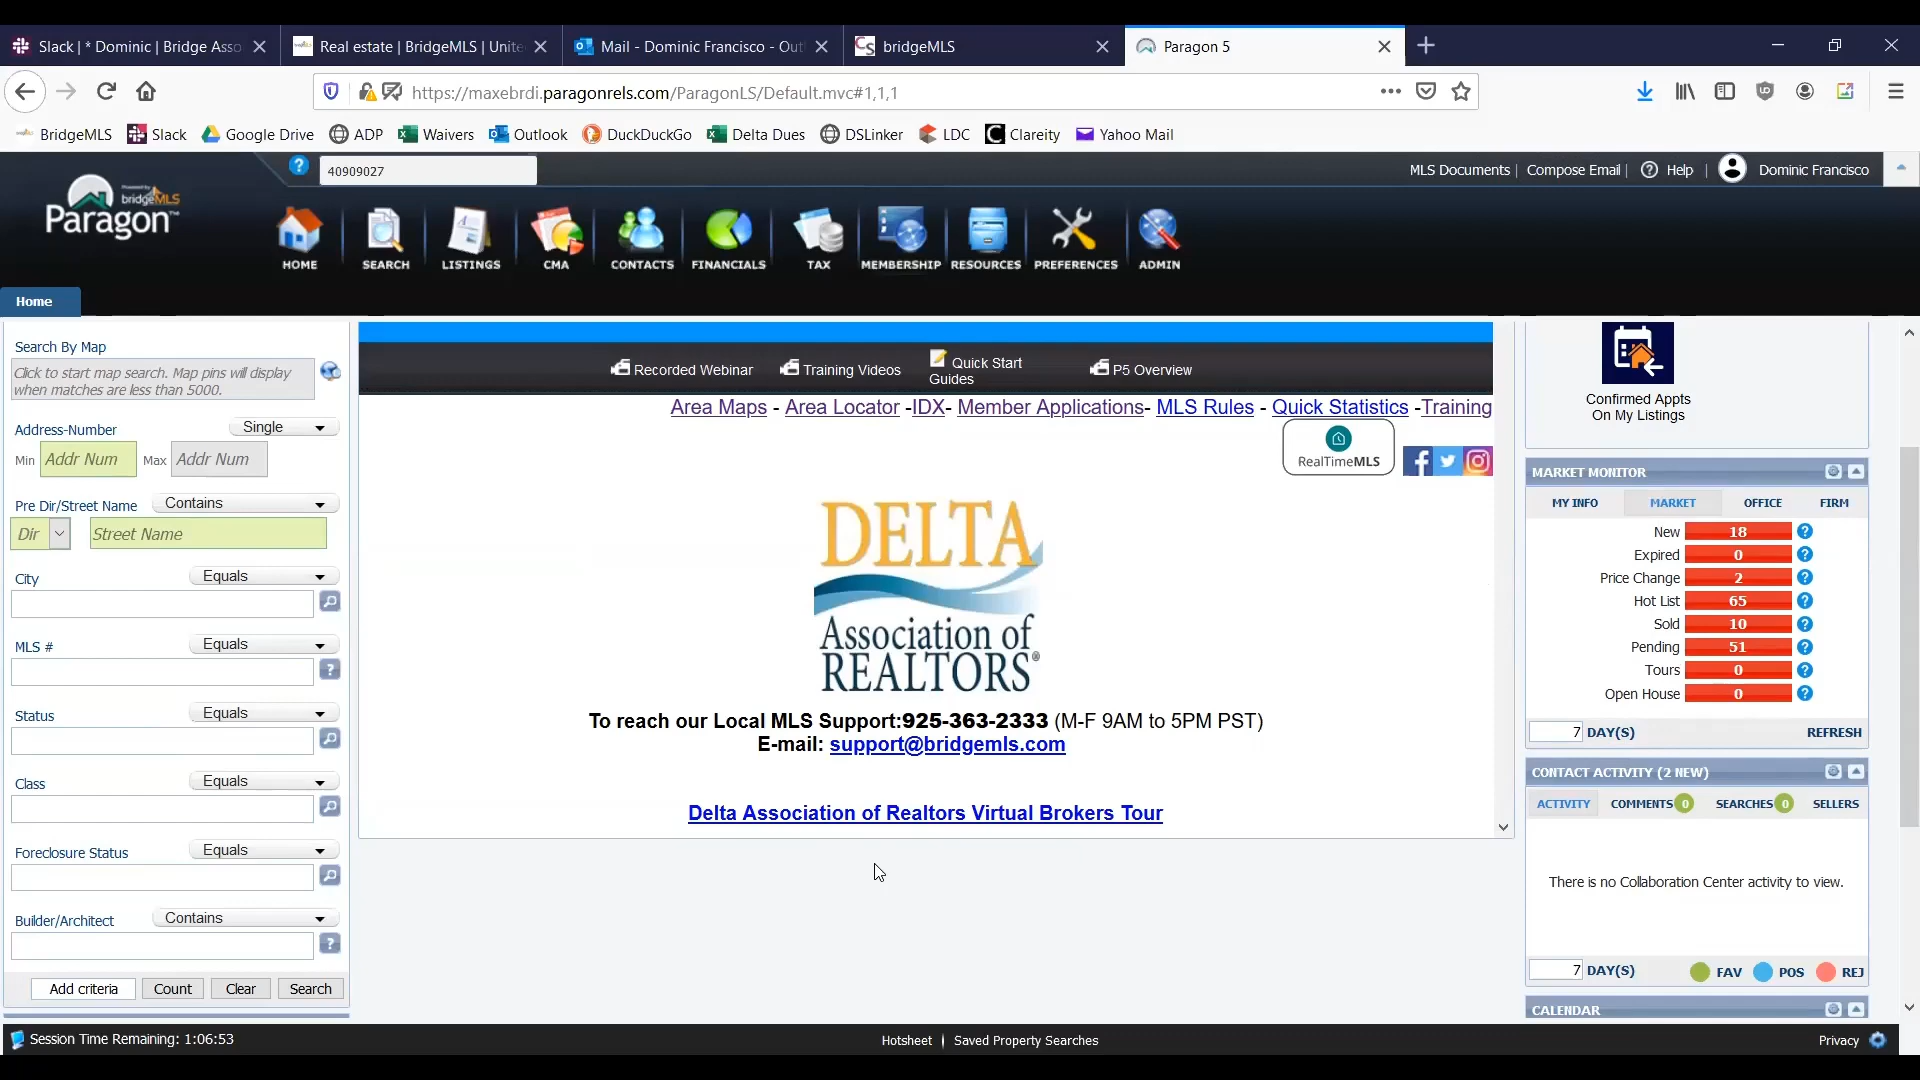 Slack | * Dominic | Bridge Asso
Real estate | BridgeMLS | Unite
Mail - Dominic Francisco - Out
bridgeMLS
Paragon 5
https://maxebrdi.paragonrels.com/ParagonLS/Default.mvc#1,1,1
BridgeMLS
Slack
Google Drive
ADP
Waivers
Outlook
DuckDuckGo
Delta Dues
DSLinker
LDC
Clareity
Yahoo Mail
40909027
MLS Documents |
Compose Email |
Help |
Dominic Francisco
Powered by
bridgeMLS
Paragon™
HOME
SEARCH
LISTINGS
CMA
CONTACTS
FINANCIALS
TAX
MEMBERSHIP
RESOURCES
PREFERENCES
ADMIN
Home
Search By Map
Click to start map search. Map pins will display
when matches are less than 5000.
Address-Number
Single
Min
Addr Num
Max
Addr Num
Pre Dir/Street Name
Contains
Dir
Street Name
City
Equals
MLS #
Equals
Status
Equals
Class
Equals
Foreclosure Status
Equals
Builder/Architect
Contains
Add criteria
Count
Clear
Search
Recorded Webinar
Training Videos
Quick Start
Guides
P5 Overview
Area Maps - Area Locator -IDX- Member Applications- MLS Rules - Quick Statistics -Training
RealTimeMLS
DELTA
Association of
REALTORS®
To reach our Local MLS Support:925-363-2333 (M-F 9AM to 5PM PST)
E-mail: support@bridgemls.com
Delta Association of Realtors Virtual Brokers Tour
Confirmed Appts
On My Listings
MARKET MONITOR
MY INFO
MARKET
OFFICE
FIRM
New 18
Expired 0
Price Change 2
Hot List 65
Sold 10
Pending 51
Tours 0
Open House 0
7 DAY(S)
REFRESH
CONTACT ACTIVITY (2 NEW)
ACTIVITY
COMMENTS 0
SEARCHES 0
SELLERS
There is no Collaboration Center activity to view.
7 DAY(S)
FAV
POS
REJ
CALENDAR
Session Time Remaining: 1:06:53
Hotsheet | Saved Property Searches
Privacy